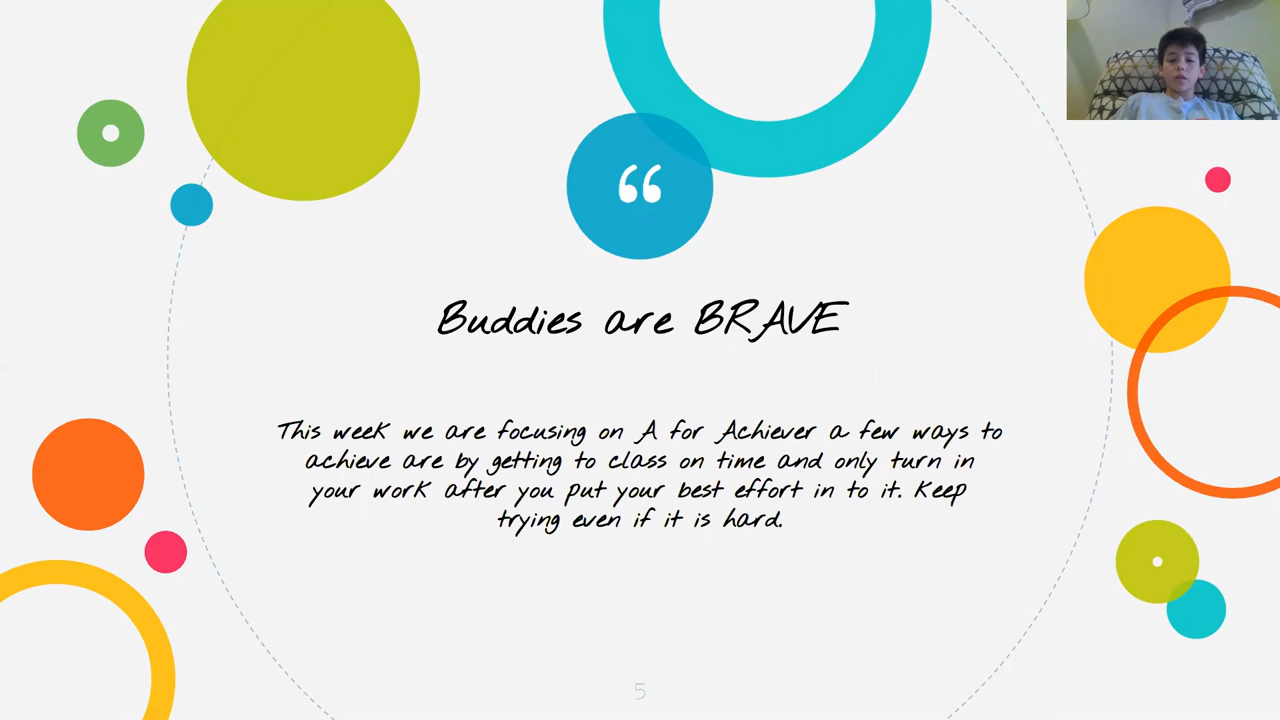 “
Buddies are BRAVE
This week we are focusing on A for Achiever a few ways to
achieve are by getting to class on time and only turn in
your work after you put your best effort in to it. Keep
trying even if it is hard.
5